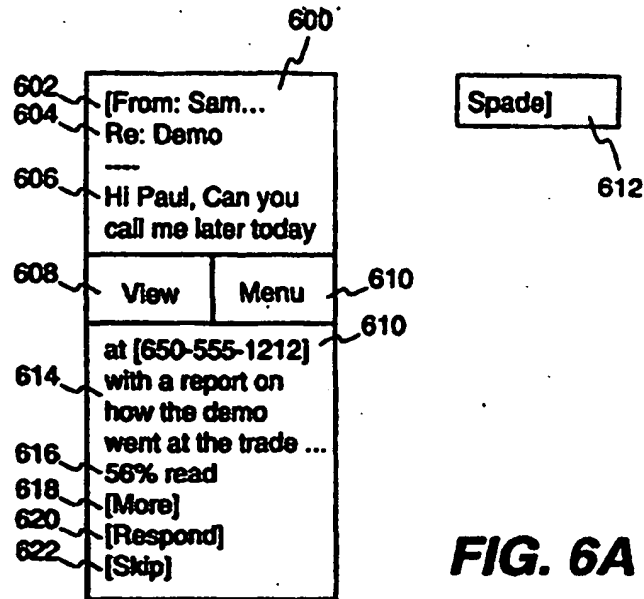 600
602
[From: Sam...
Spade]
604
Re: Demo
----
612
606
Hi Paul, Can you
call me later today
608
View
Menu
610
610
at [650-555-1212]
614
with a report on
how the demo
went at the trade ...
616
56% read
618
[More]
620
[Respond]
622
[Skip]
FIG. 6A